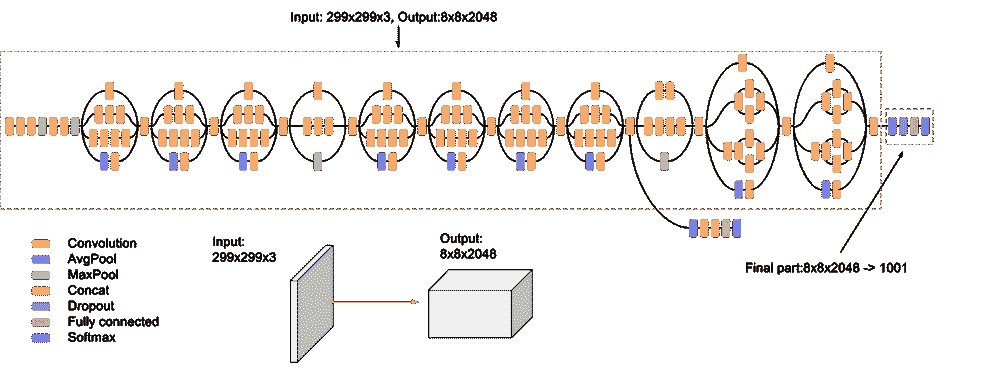 Input: 299x299x3, Output:8x8x2048
Convolution
AvgPool
MaxPool
Concat
Dropout
Fully connected
Softmax
Input:
299x299x3
Output:
8x8x2048
Final part:8x8x2048 -> 1001